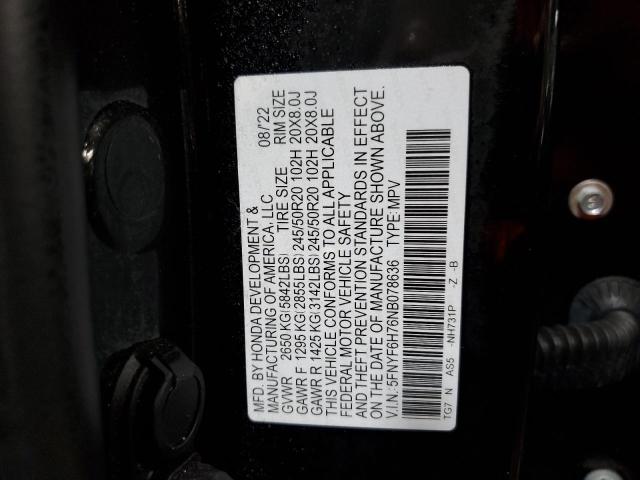 MFD. BY HONDA DEVELOPMENT &
MANUFACTURING OF AMERICA, LLC 08/'22
GVWR 2650 KG(5842LBS) TIRE SIZE RIM SIZE
GAWR F 1295 KG(2855LBS) 245/50R20 102H 20X8.0J
GAWR R 1425 KG(3142LBS) 245/50R20 102H 20X8.0J
THIS VEHICLE CONFORMS TO ALL APPLICABLE
FEDERAL MOTOR VEHICLE SAFETY
AND THEFT PREVENTION STANDARDS IN EFFECT
ON THE DATE OF MANUFACTURE SHOWN ABOVE.
V.I.N.: 5FNYF6H76NB078636 TYPE: MPV
TG7 N AS5 -NH731P -Z -B